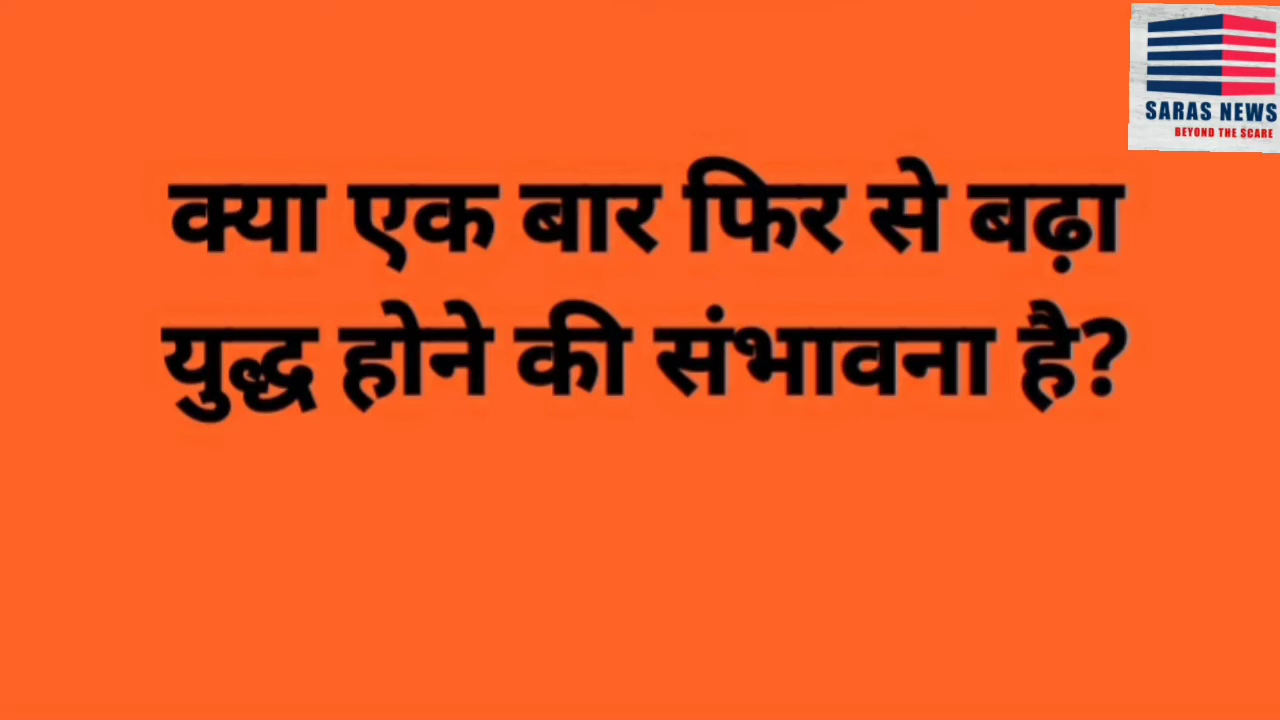 SARAS NEWS
BEYOND THE SCARE
क्या एक बार फिर से बढ़ा
युद्ध होने की संभावना है?